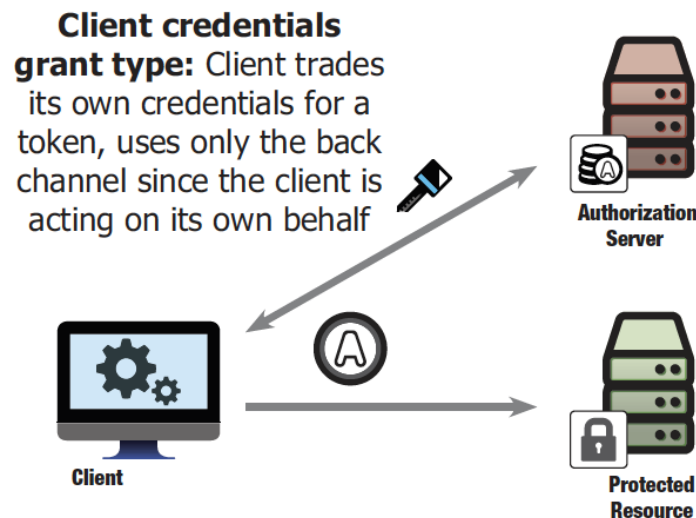 Client credentials
grant type: Client trades
its own credentials for a
token, uses only the back
channel since the client is
acting on its own behalf
A
Authorization
Server
A
Client
Protected
Resource